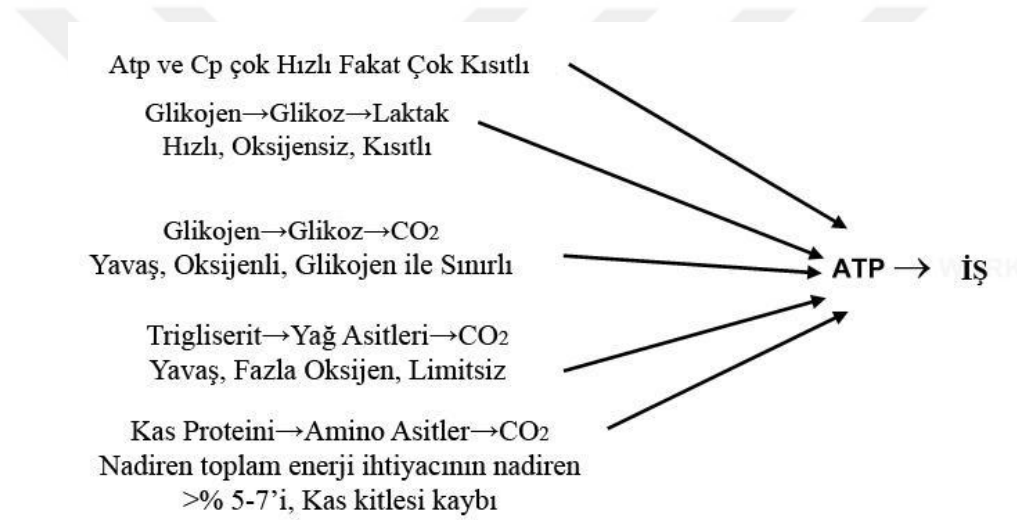 Atp ve Cp çok Hızlı Fakat Çok Kısıtlı
Glikojen→Glikoz→Laktak
Hızlı, Oksijensiz, Kısıtlı
Glikojen→Glikoz→CO2
Yavaş, Oksijenli, Glikojen ile Sınırlı
ATP → İŞ
Trigliserit→Yağ Asitleri→CO2
Yavaş, Fazla Oksijen, Limitsiz
Kas Proteini→Amino Asitler→CO2
Nadiren toplam enerji ihtiyacının nadiren
>% 5-7’i, Kas kitlesi kaybı